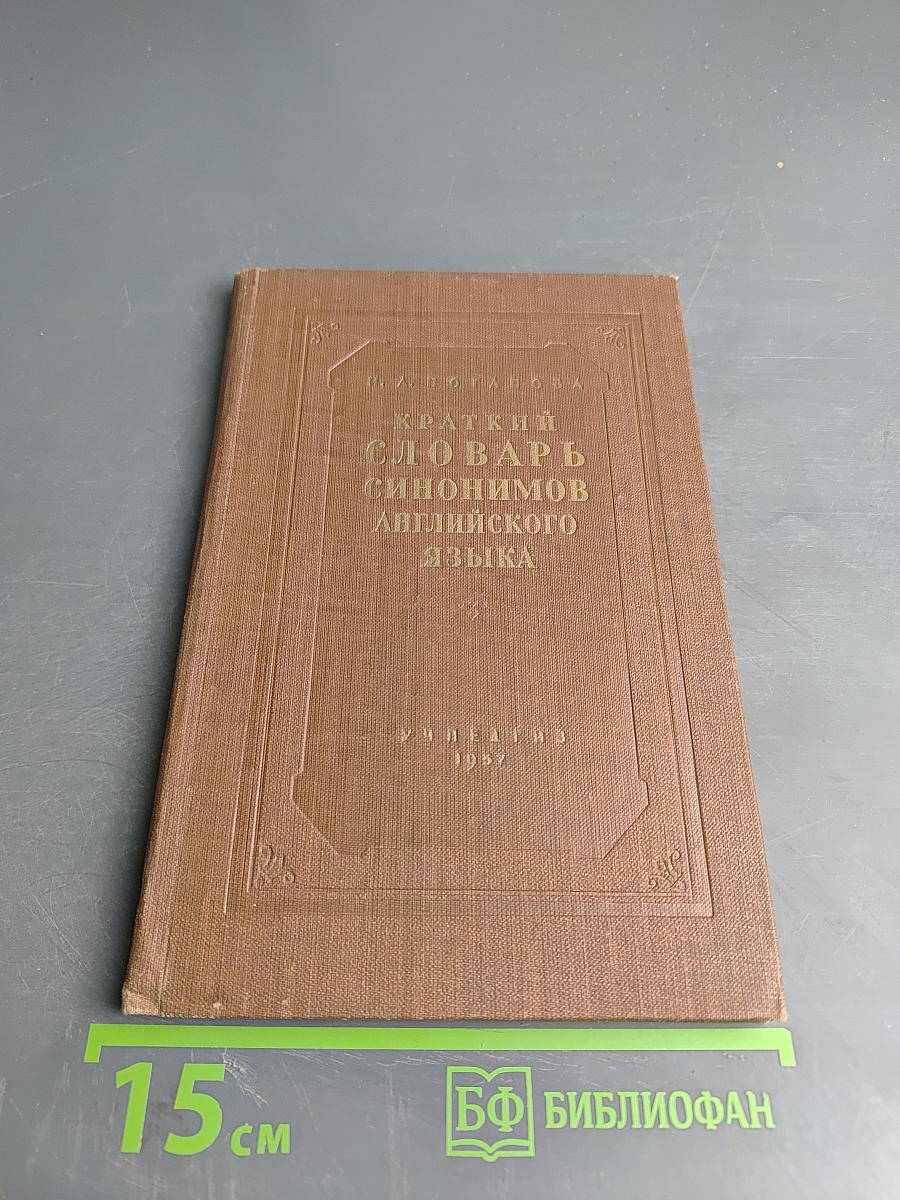 И. А. ПОТАПОВА
КРАТКИЙ
СЛОВАРЬ
СИНОНИМОВ
АНГЛИЙСКОГО
ЯЗЫКА
УЧПЕДГИЗ
1957
15 см
БФ БИБЛИОФАН